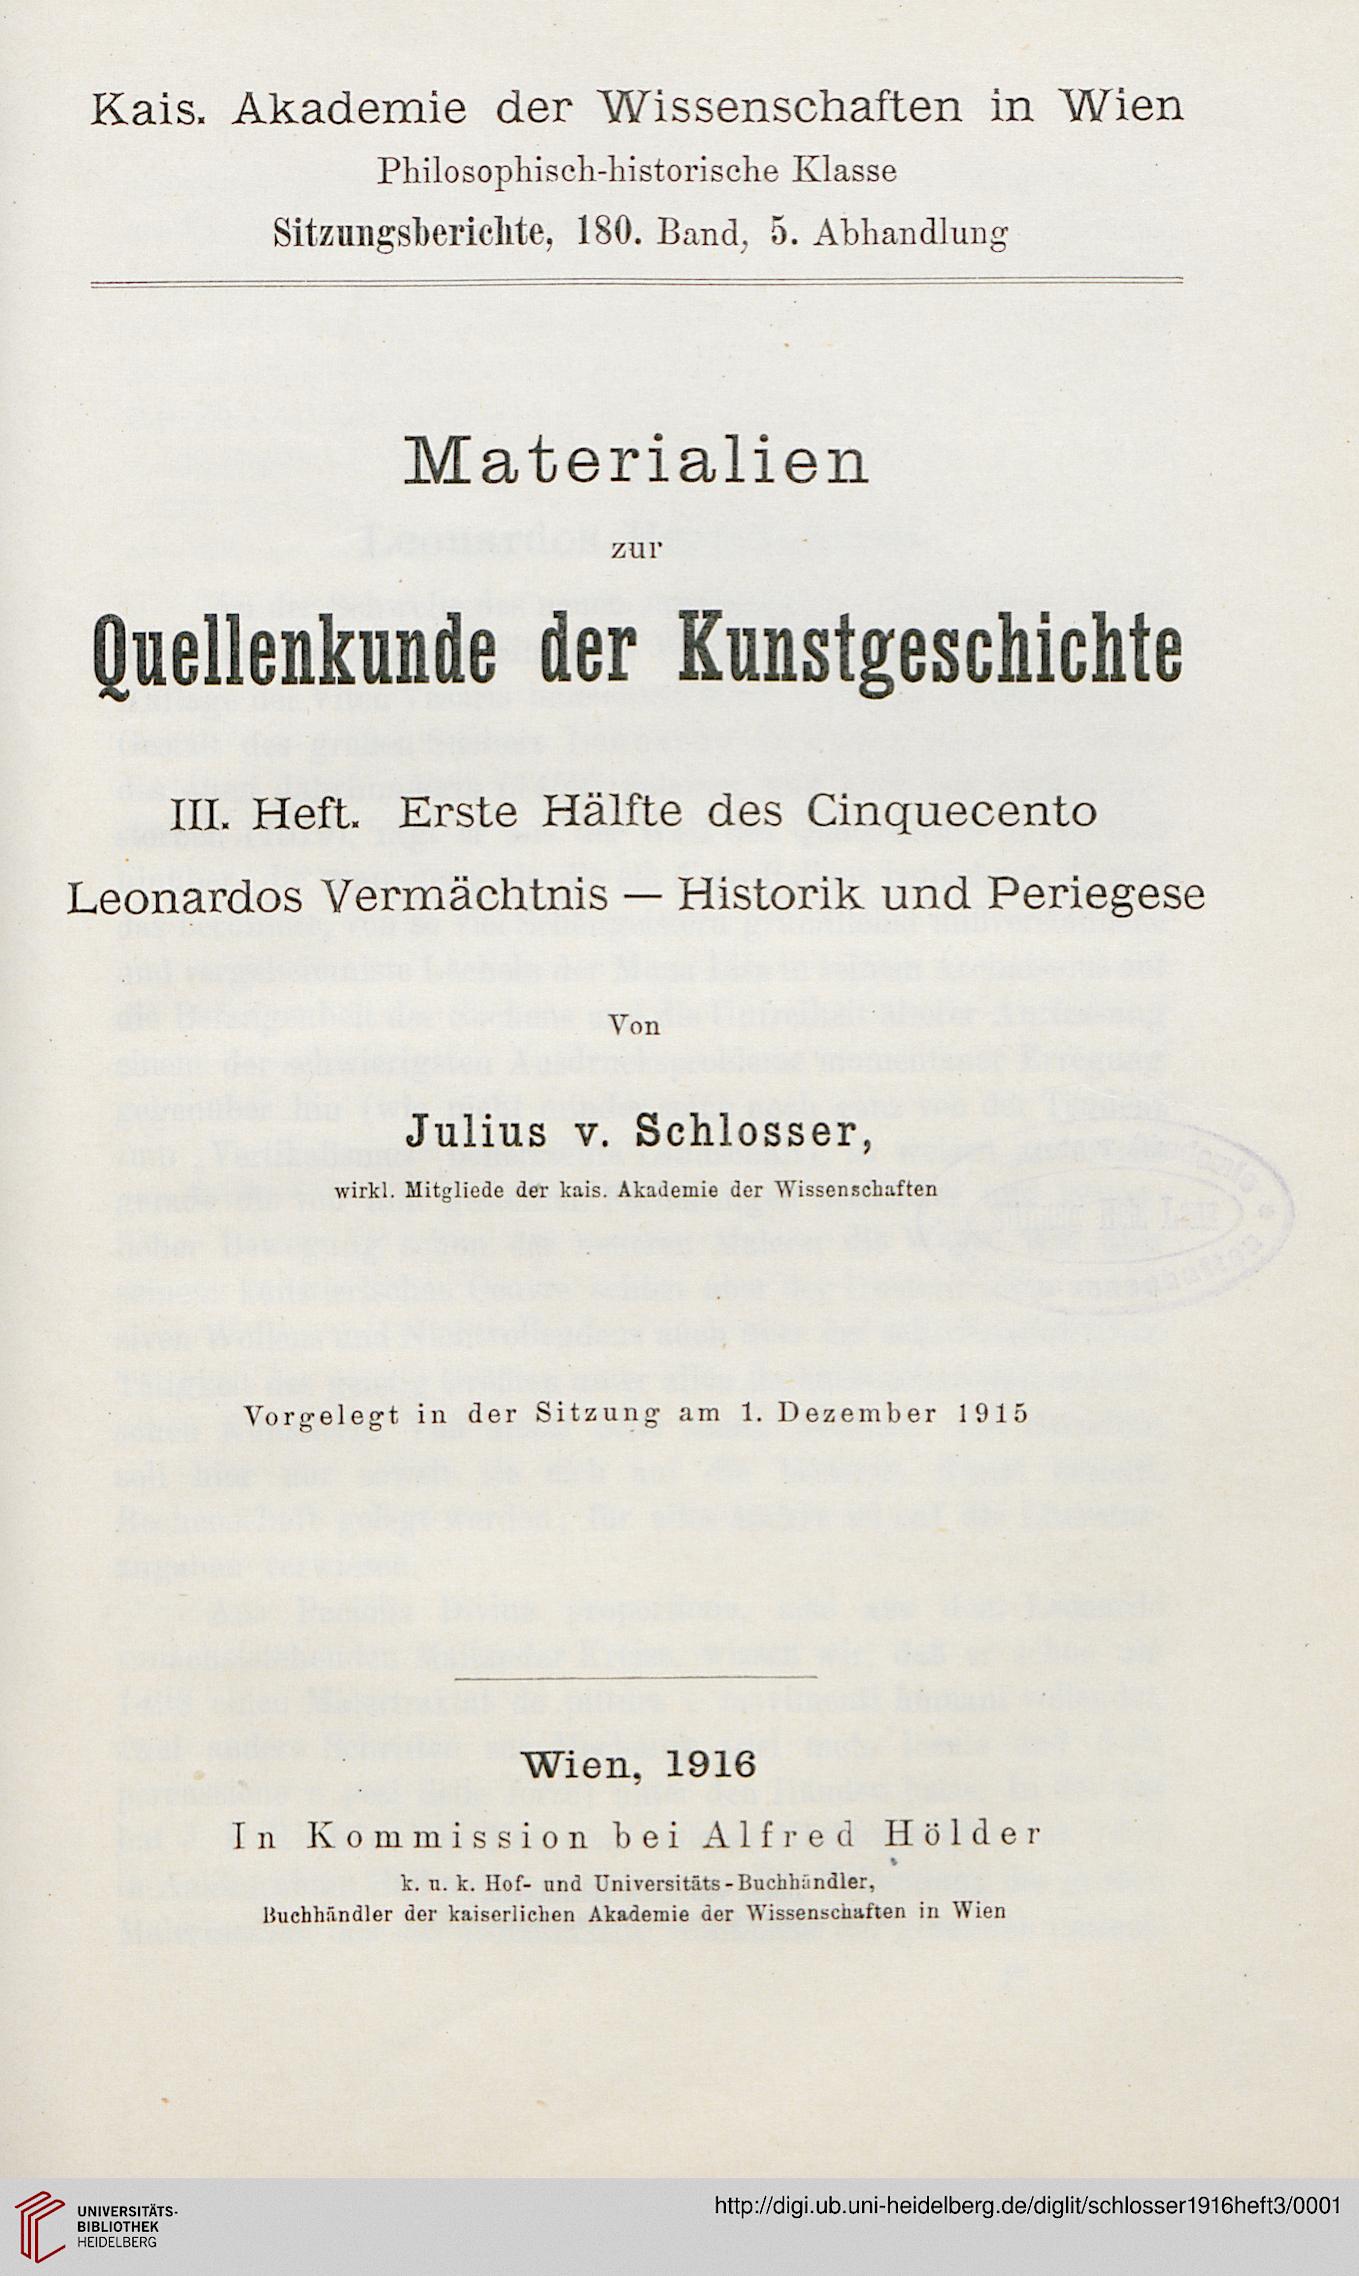 Kais. Akademie der Wissenschaften in Wien
Philosophisch-historische Klasse
Sitzungsberichte, 180. Band, 5. Abhandlung
Materialien
zur
Quellenkunde der Kunstgeschichte
III. Heft. Erste Hälfte des Cinquecento
Leonardos Vermächtnis — Historik und Periegese
Von
Julius v. Schlosser,
wirkl. Mitgliede der kais. Akademie der Wissenschaften
Vorgelegt in der Sitzung am 1. Dezember 1915
Wien, 1916
In Kommission bei Alfred Hölder
k. u. k. Hof- und Universitäts-Buchhändler,
Buchhändler der kaiserlichen Akademie der Wissenschaften in Wien
UNIVERSITÄTS-
BIBLIOTHEK
HEIDELBERG
http://digi.ub.uni-heidelberg.de/diglit/schlosser1916heft3/0001